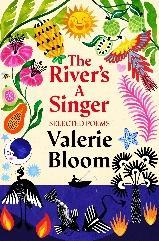 The
River's
A
Singer
SELECTED POEMS
Valerie
Bloom